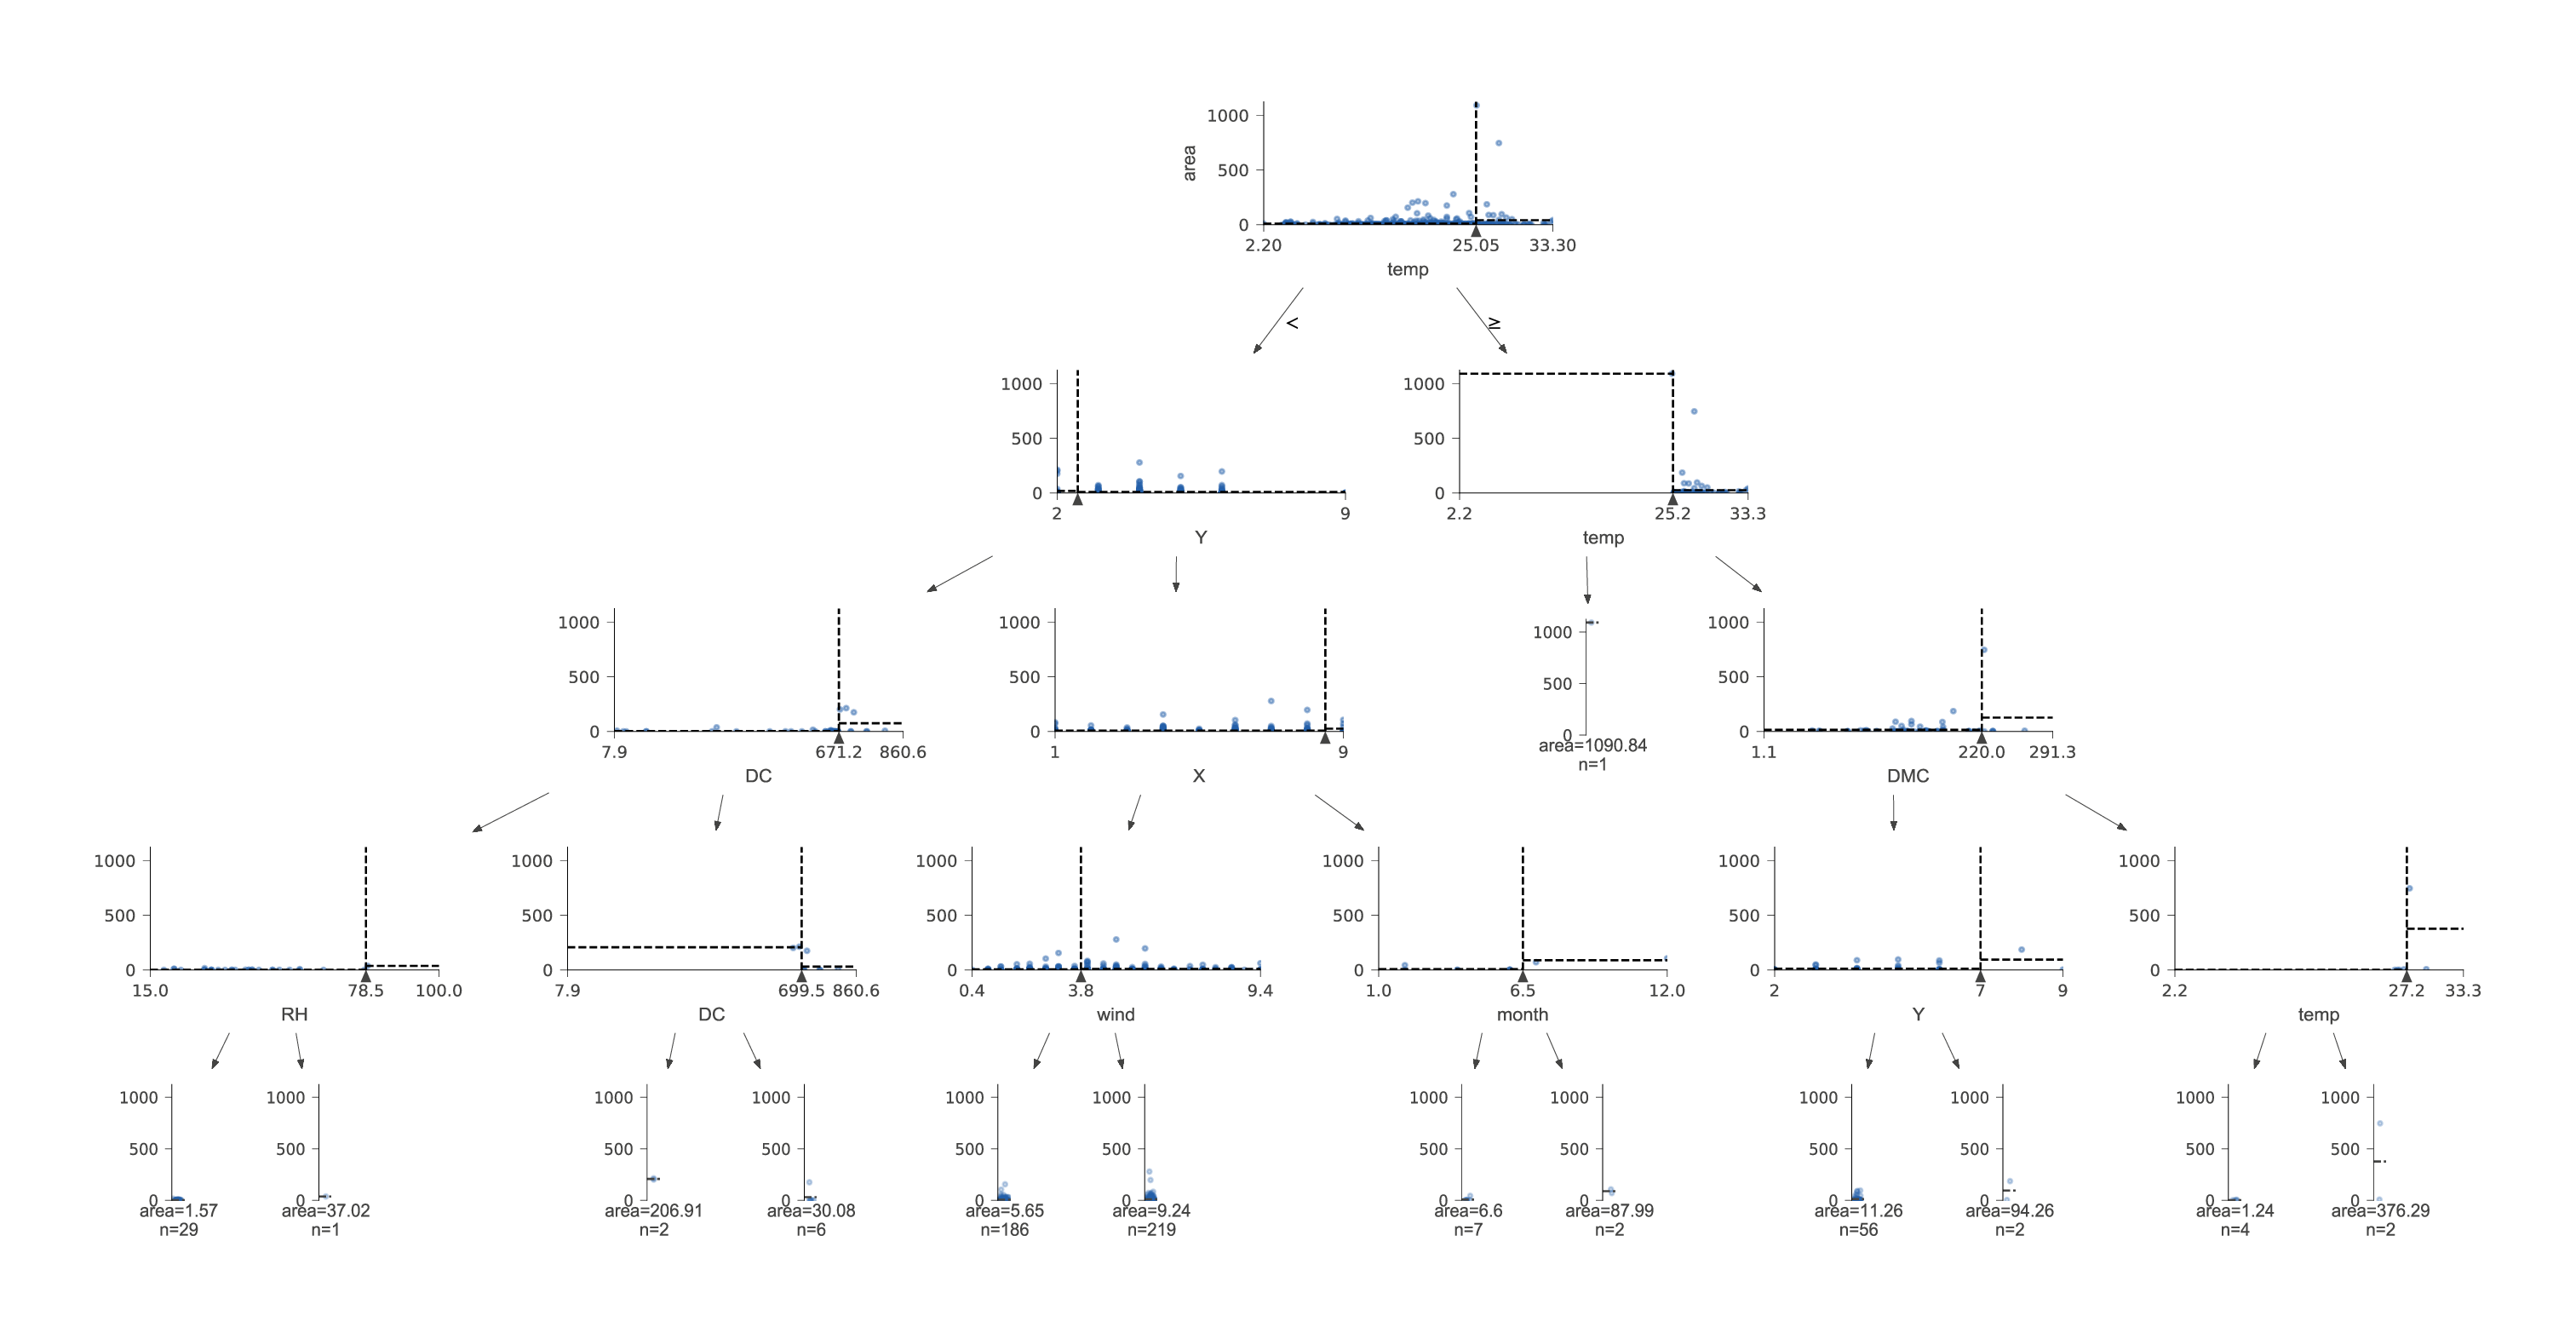 1000
area
500
0
2.20 25.05 33.30
temp
< ≥
1000 1000
500 500
0 0
2 9 2.2 25.2 33.3
Y temp
1000 1000 1000 1000
500 500 500 500
0 0 0 0
7.9 671.2 860.6 1 9 area=1090.84 1.1 220.0 291.3
DC X n=1 DMC
1000 1000 1000 1000 1000 1000
500 500 500 500 500 500
0 0 0 0 0 0
15.0 78.5 100.0 7.9 699.5 860.6 0.4 3.8 9.4 1.0 6.5 12.0 2 7 9 2.2 27.2 33.3
RH DC wind month Y temp
1000 1000 1000 1000 1000 1000 1000 1000 1000 1000 1000 1000
500 500 500 500 500 500 500 500 500 500 500 500
0 0 0 0 0 0 0 0 0 0 0 0
area=1.57 area=37.02 area=206.91 area=30.08 area=5.65 area=9.24 area=6.6 area=87.99 area=11.26 area=94.26 area=1.24 area=376.29
n=29 n=1 n=2 n=6 n=186 n=219 n=7 n=2 n=56 n=2 n=4 n=2